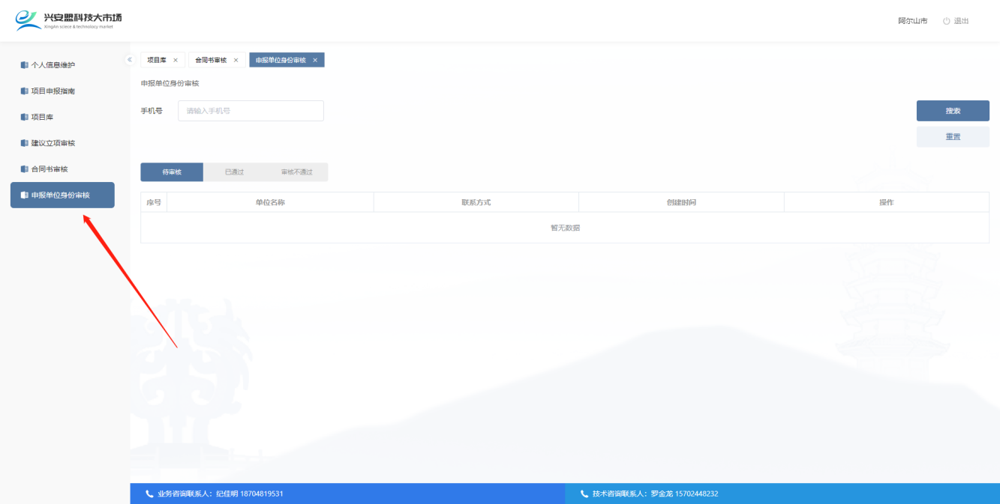 兴安盟科技大市场
XingAn sciece & technolacy market
阿尔山市 退出
个人信息维护
项目申报指南
项目库
建议立项审核
合同书审核
申报单位身份审核
项目库 × 合同书审核 × 申报单位身份审核 ×
申报单位身份审核
手机号 请输入手机号 搜索
重置
待审核 已通过 审核不通过
序号 单位名称 联系方式 创建时间 操作
暂无数据
业务咨询联系人：纪佳明 18704819531 技术咨询联系人：罗金龙 15702448232